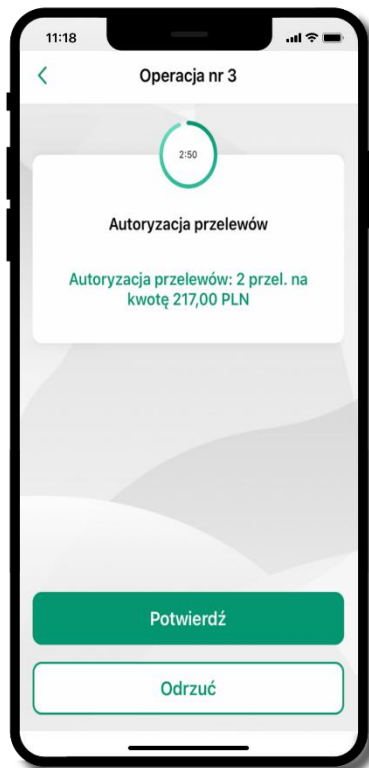 11:18
Operacja nr 3
2:50
Autoryzacja przelewów
Autoryzacja przelewów: 2 przel. na
kwotę 217,00 PLN
Potwierdź
Odrzuć